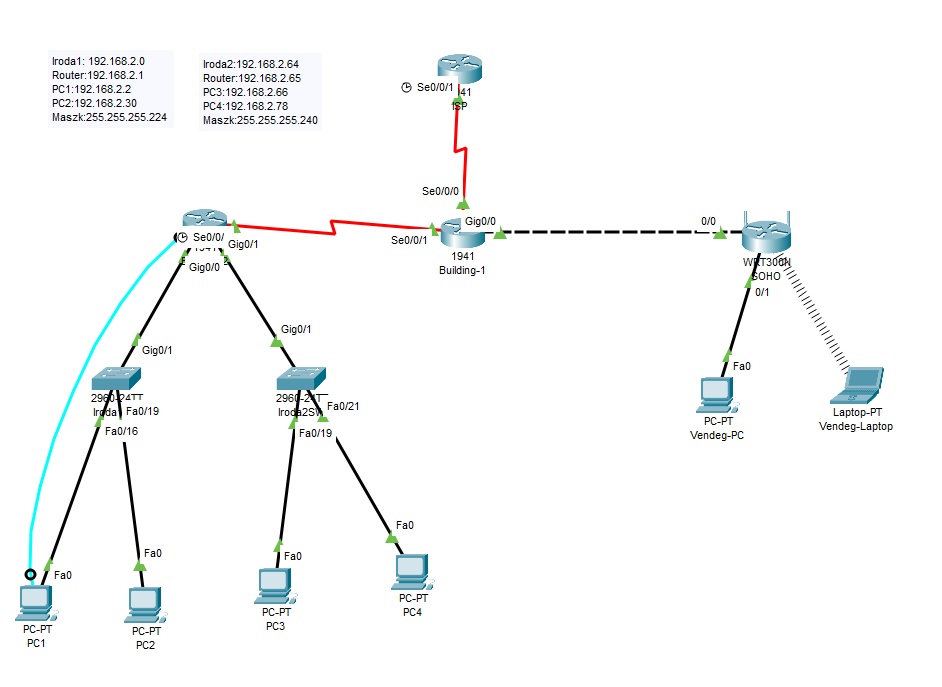 Iroda1: 192.168.2.0
Router:192.168.2.1
PC1:192.168.2.2
PC2:192.168.2.30
Maszk:255.255.255.224
Iroda2:192.168.2.64
Router:192.168.2.65
PC3:192.168.2.66
PC4:192.168.2.78
Maszk:255.255.255.240
Se0/0/1
ISP
Se0/0/0
Gig0/0
Se0/0/1
1941
Building-1
0/0
WRT300N
SOHO
0/1
Se0/0/
Gig0/1
Gig0/0
Gig0/1
2960-24TT
Fa0/19
Fa0/16
Gig0/1
Fa0/21
Fa0/19
Fa0
PC-PT
Vendeg-PC
Laptop-PT
Vendeg-Laptop
Fa0
PC-PT
PC1
Fa0
PC-PT
PC2
Fa0
PC-PT
PC3
Fa0
PC-PT
PC4